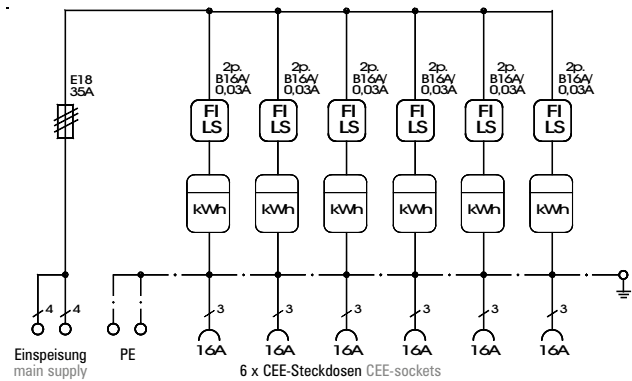 2p. 2p. 2p. 2p. 2p. 2p.
E18 B16A/ B16A/ B16A/ B16A/ B16A/ B16A/
35A 0,03A 0,03A 0,03A 0,03A 0,03A 0,03A
FI FI FI FI FI FI
LS LS LS LS LS LS
kWh kWh kWh kWh kWh kWh
4 4 3 3 3 3 3 3
Einspeisung PE 16A 16A 16A 16A 16A 16A
main supply 6 x CEE-Steckdosen CEE-sockets